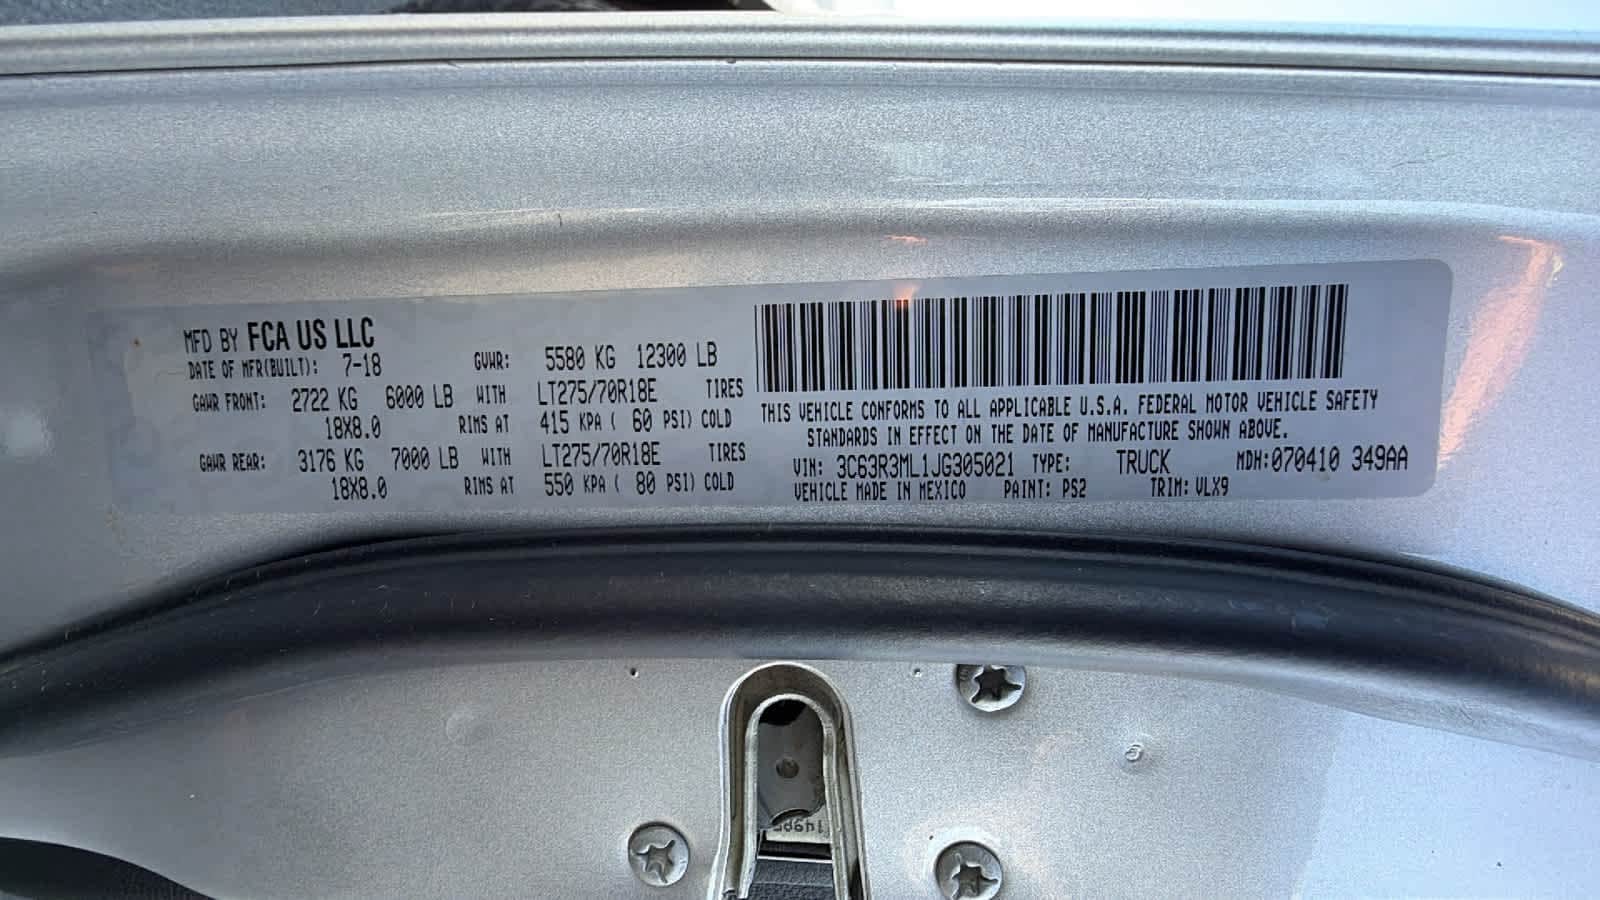 MFD BY FCA US LLC
DATE OF MFR(BUILT): 7-18 GVWR: 5580 KG 12300 LB
GAWR FRONT: 2722 KG 6000 LB WITH LT275/70R18E TIRES
18X8.0 RIMS AT 415 KPA ( 60 PSI) COLD
GAWR REAR: 3176 KG 7000 LB WITH LT275/70R18E TIRES
18X8.0 RIMS AT 550 KPA ( 80 PSI) COLD
THIS VEHICLE CONFORMS TO ALL APPLICABLE U.S.A. FEDERAL MOTOR VEHICLE SAFETY
STANDARDS IN EFFECT ON THE DATE OF MANUFACTURE SHOWN ABOVE.
VIN: 3C63R3ML1JG305021 TYPE: TRUCK MDH:070410 349AA
VEHICLE MADE IN MEXICO PAINT: PS2 TRIM: VLX9